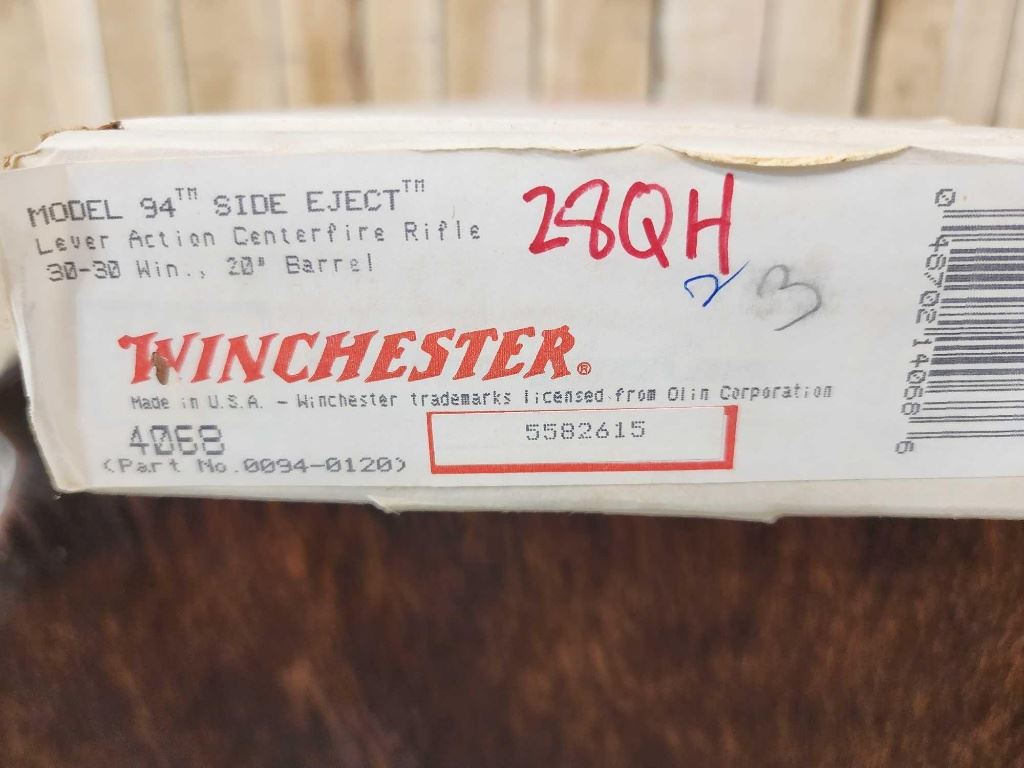 MODEL 94™ SIDE EJECT™
Lever Action Centerfire Rifle
30-30 Win., 20" Barrel
28QH
2 3
WINCHESTER®
Made in U.S.A. - Winchester trademarks licensed from Olin Corporation
4068
(Part No.0094-0120)
5582615
0 48702 14068 6